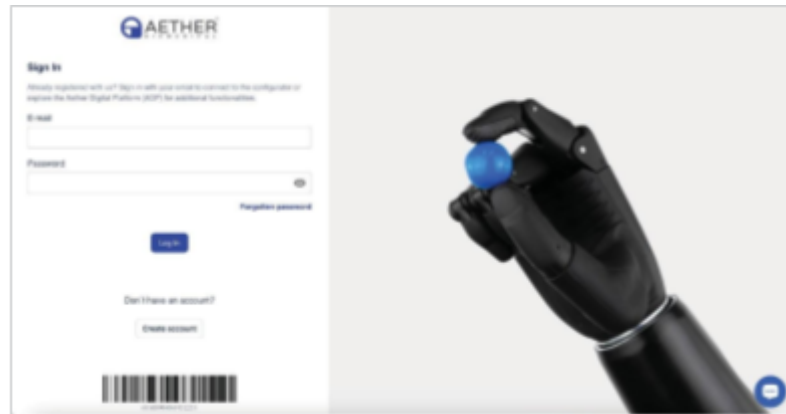 AETHER
BIOMEDICAL
Sign In
Already registered with us? Sign in with your email to connect to the configurator or
explore the Aether Digital Platform (ADP) for additional functionalities.
E-mail
Password
Forgotten password
Log In
Don't have an account?
Create account